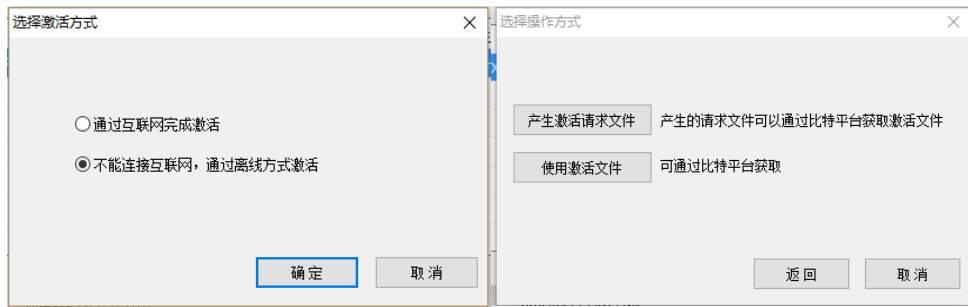 选择激活方式
通过互联网完成激活
不能连接互联网，通过离线方式激活
确定 取消
选择操作方式
产生激活请求文件 产生的请求文件可以通过比特平台获取激活文件
使用激活文件 可通过比特平台获取
返回 取消